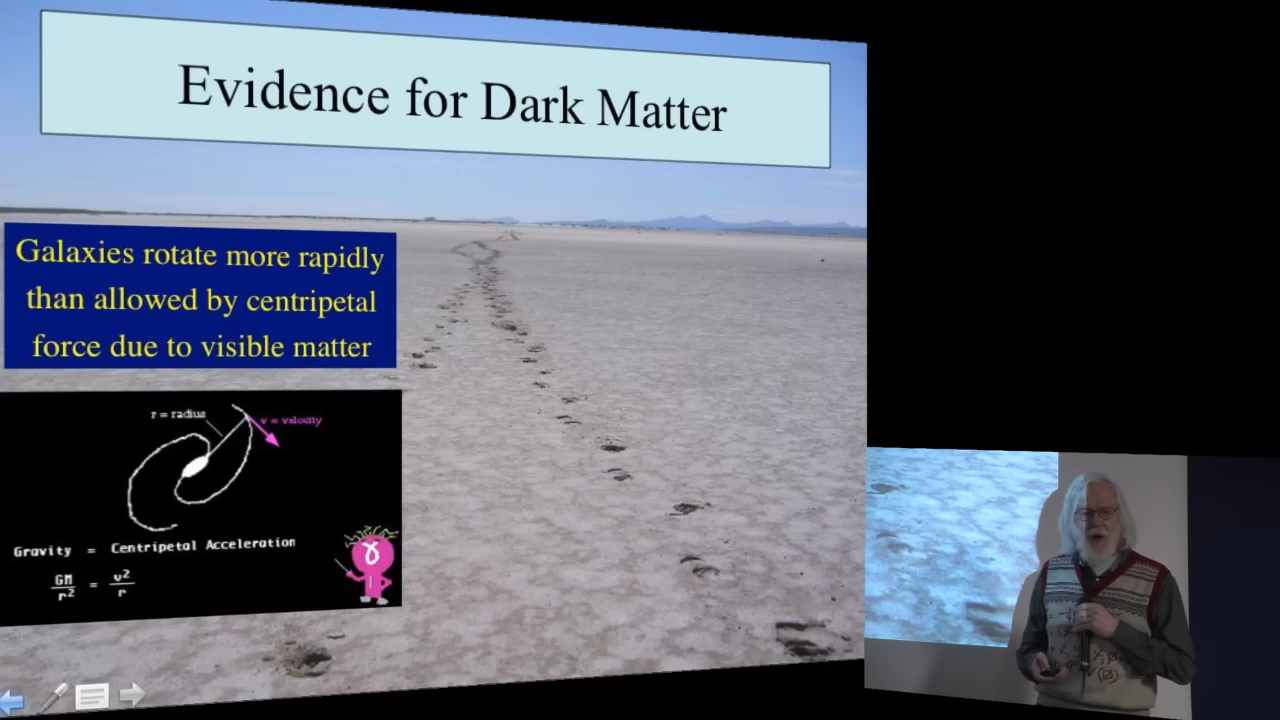 Evidence for Dark Matter
Galaxies rotate more rapidly
than allowed by centripetal
force due to visible matter
r = radius
v = velocity
Gravity = Centripetal Acceleration
GM/r² = v²/r
γ